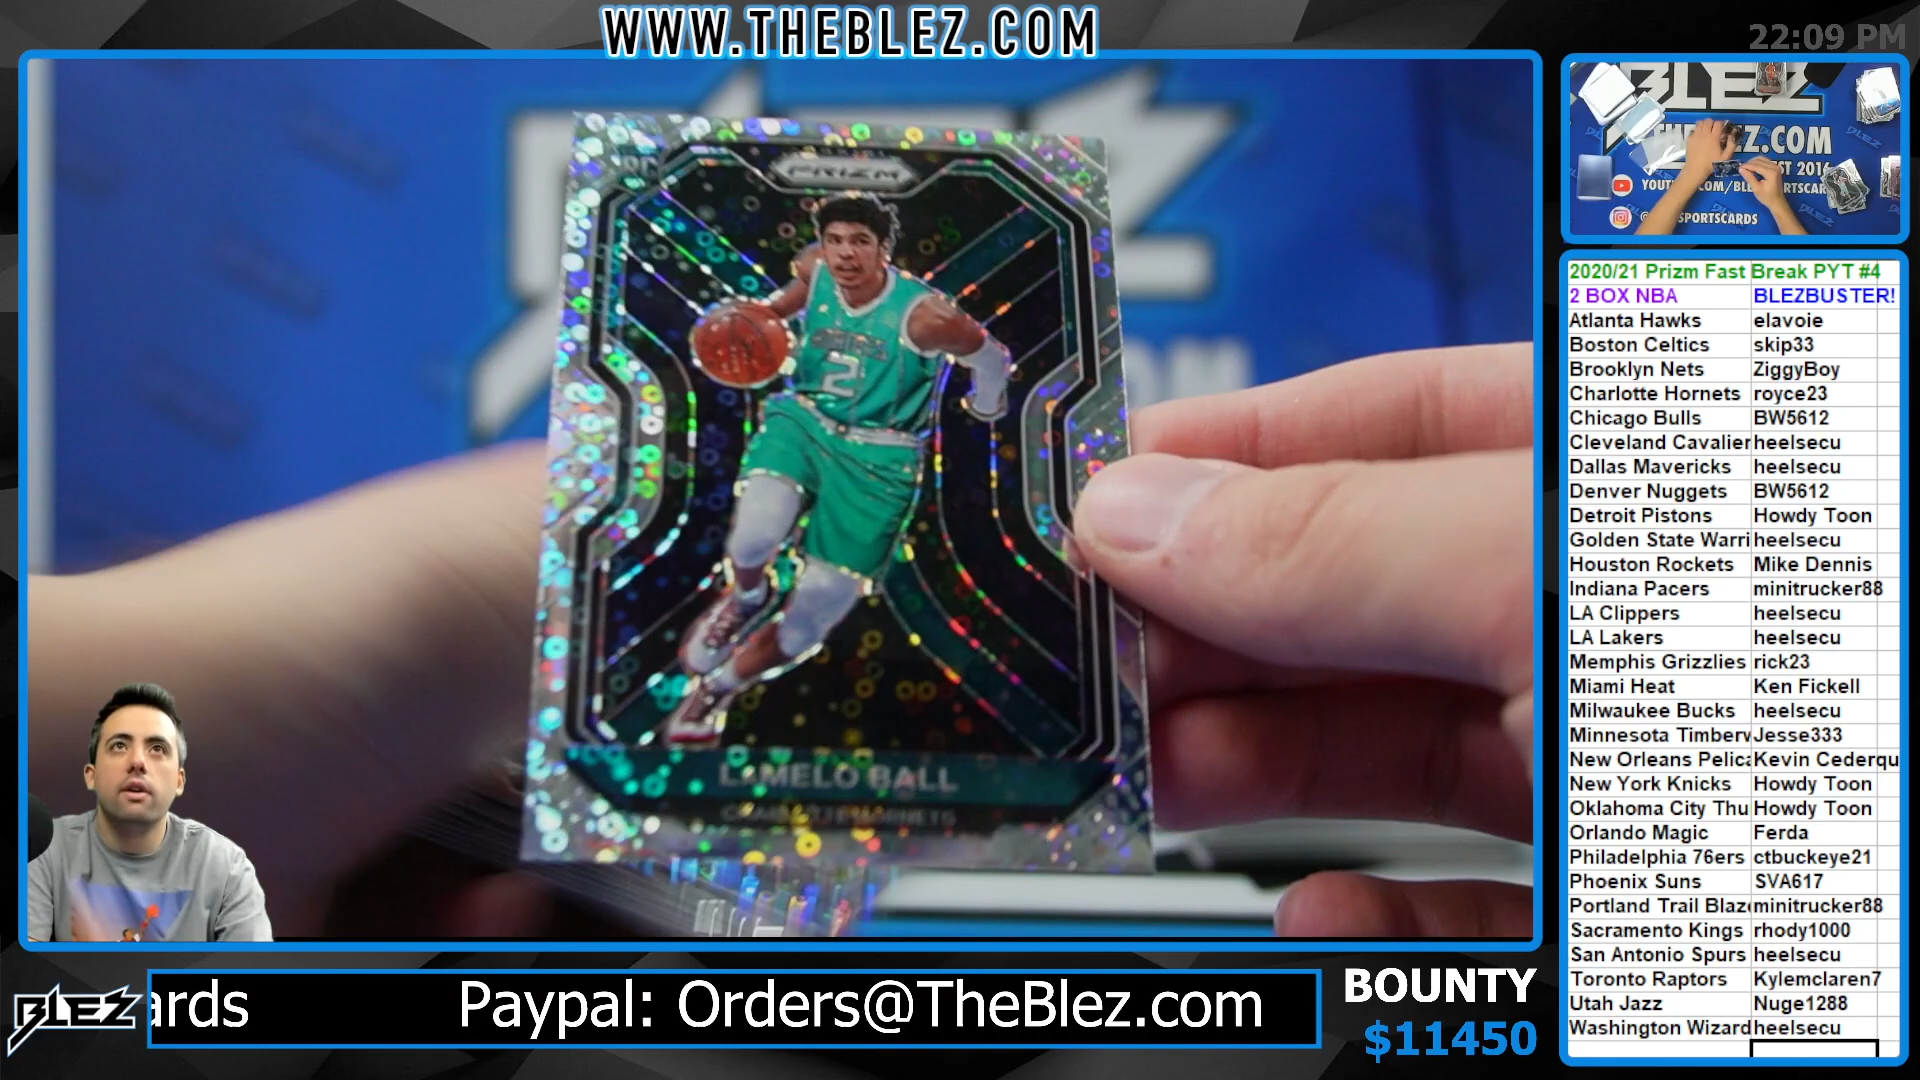 WWW.THEBLEZ.COM
22:09 PM
BLEZ
THEBLEZ.COM
PRIZM
2
LAMELO BALL
2020/21 Prizm Fast Break PYT #4
2 BOX NBA BLEZBUSTER!
Atlanta Hawks elavoie
Boston Celtics skip33
Brooklyn Nets ZiggyBoy
Charlotte Hornets royce23
Chicago Bulls BW5612
Cleveland Cavalier heelsecu
Dallas Mavericks heelsecu
Denver Nuggets BW5612
Detroit Pistons Howdy Toon
Golden State Warri heelsecu
Houston Rockets Mike Dennis
Indiana Pacers minitrucker88
LA Clippers heelsecu
LA Lakers heelsecu
Memphis Grizzlies rick23
Miami Heat Ken Fickell
Milwaukee Bucks heelsecu
Minnesota Timberv Jesse333
New Orleans Pelica Kevin Cederqu
New York Knicks Howdy Toon
Oklahoma City Thu Howdy Toon
Orlando Magic Ferda
Philadelphia 76ers ctbuckeye21
Phoenix Suns SVA617
Portland Trail Blaze minitrucker88
Sacramento Kings rhody1000
San Antonio Spurs heelsecu
Toronto Raptors Kylemclaren7
Utah Jazz Nuge1288
Washington Wizard heelsecu
BLEZ
ards Paypal: Orders@TheBlez.com
BOUNTY
$11450